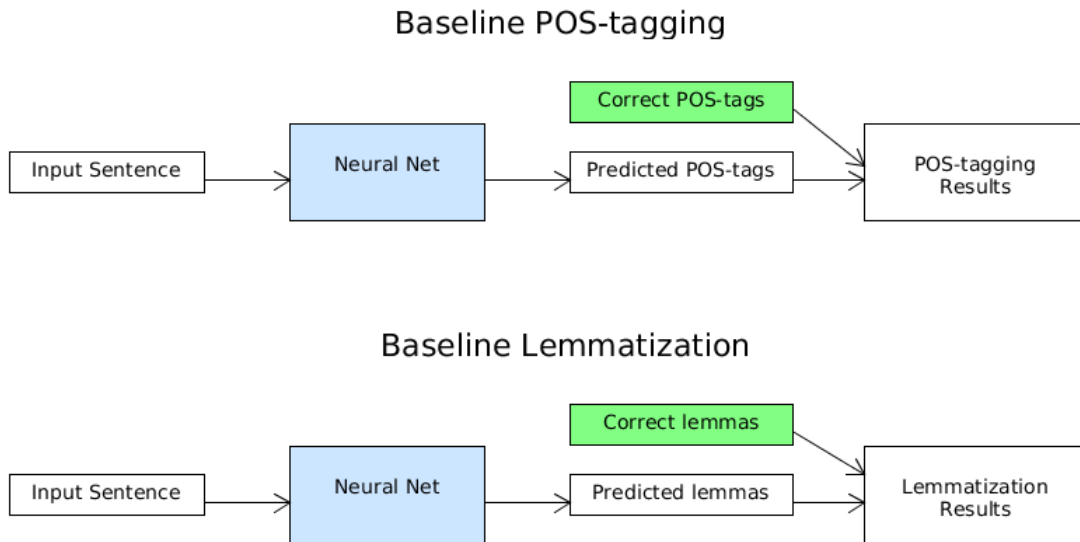 Baseline POS-tagging
Correct POS-tags
Input Sentence
Neural Net
Predicted POS-tags
POS-tagging
Results
Baseline Lemmatization
Correct lemmas
Input Sentence
Neural Net
Predicted lemmas
Lemmatization
Results